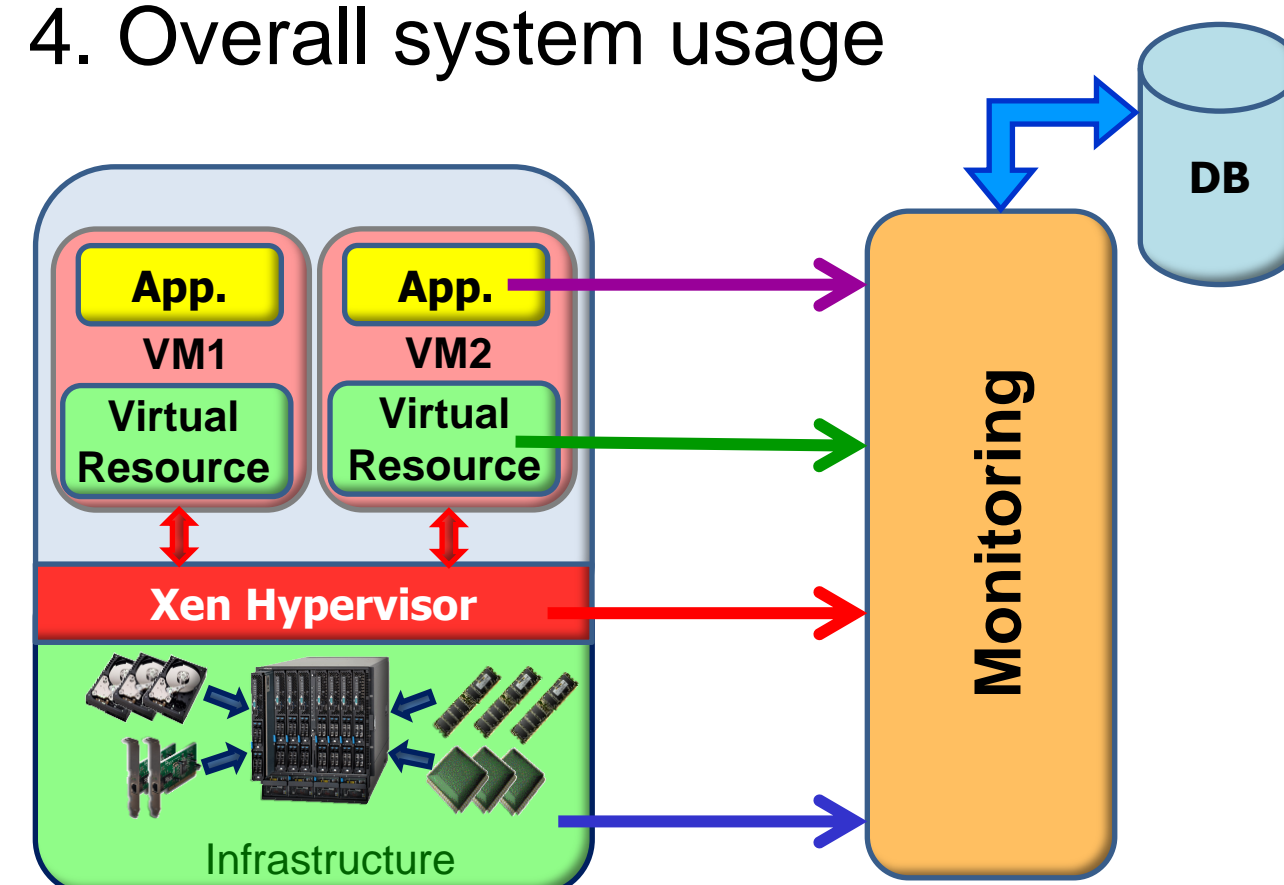 4. Overall system usage
DB
App.
App.
VM1
VM2
Virtual
Resource
Virtual
Resource
Xen Hypervisor
Infrastructure
Monitoring